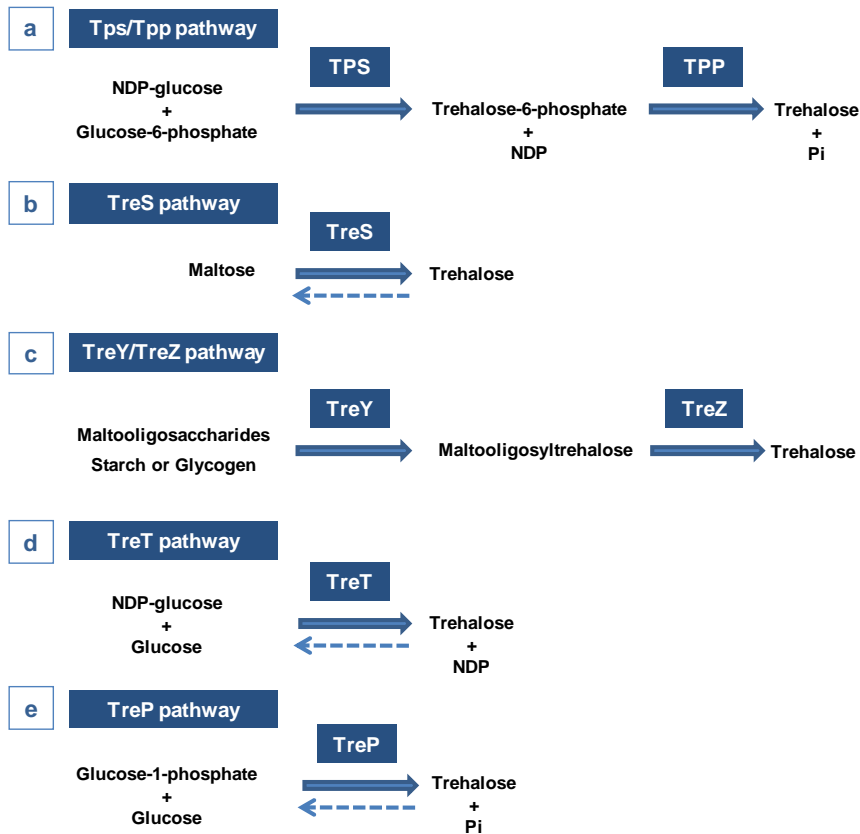 a
Tps/Tpp pathway
TPS
TPP
NDP-glucose
+
Glucose-6-phosphate
Trehalose-6-phosphate
+
NDP
Trehalose
+
Pi
b
TreS pathway
TreS
Maltose
Trehalose
c
TreY/TreZ pathway
TreY
TreZ
Maltooligosaccharides
Starch or Glycogen
Maltooligosyltrehalose
Trehalose
d
TreT pathway
TreT
NDP-glucose
+
Glucose
Trehalose
+
NDP
e
TreP pathway
TreP
Glucose-1-phosphate
+
Glucose
Trehalose
+
Pi